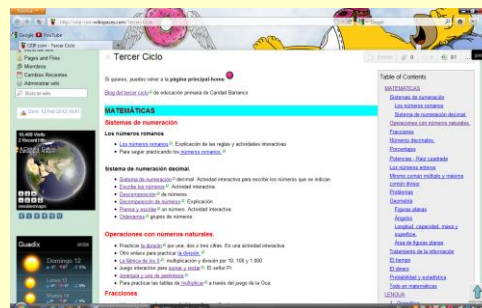 Google YouTube
CEIP.com - Tercer Ciclo
Pages and Files
Miembros
Cambios Recientes
Administrar wiki
Tercer Ciclo
Si quieres, puedes volver a la página principal-home
Blog del tercer ciclo de educación primaria de Caridad Barranco
MATEMÁTICAS
Sistemas de numeración
Los números romanos
Los números romanos. Explicación de las reglas y actividades interactivas
Para seguir practicando los números romanos.
Sistema de numeración decimal.
Sistema de numeración decimal. Actividad interactiva para escribir los números que se indican.
Escribe los números. Actividad interactiva.
Descomposición de números.
Descomposición de números. Explicación
Piensa y escribe un número. Actividad interactiva.
Ordenamos grupos de números
Operaciones con números naturales.
Practicar la división por una, dos o tres cifras. Es una actividad interactiva.
Otro enlace para practicar la división.
multiplicación y división por 10, 100 y 1.000
Juego interactivo para sumar y restar. El señor PI
Jerarquía y uso de paréntesis
Para practicar las tablas de multiplicar a través del juego de la Oca
Fracciones
Table of Contents
MATEMÁTICAS
Sistemas de numeración
Los números romanos
Sistema de numeración decimal.
Operaciones con números naturales.
Fracciones
Números decimales.
Porcentajes
Potencias - Raíz cuadrada
Los números enteros
Mínimo común múltiplo y máximo
común divisor
Problemas
Geometría
Figuras planas
Ángulos
Longitud, capacidad, masa y
superficie.
Área de figuras planas
Tratamiento de la información
El tiempo
El dinero
Probabilidad y estadística
Todo en matemáticas
LENGUA
Domingo 12
Lunes 13